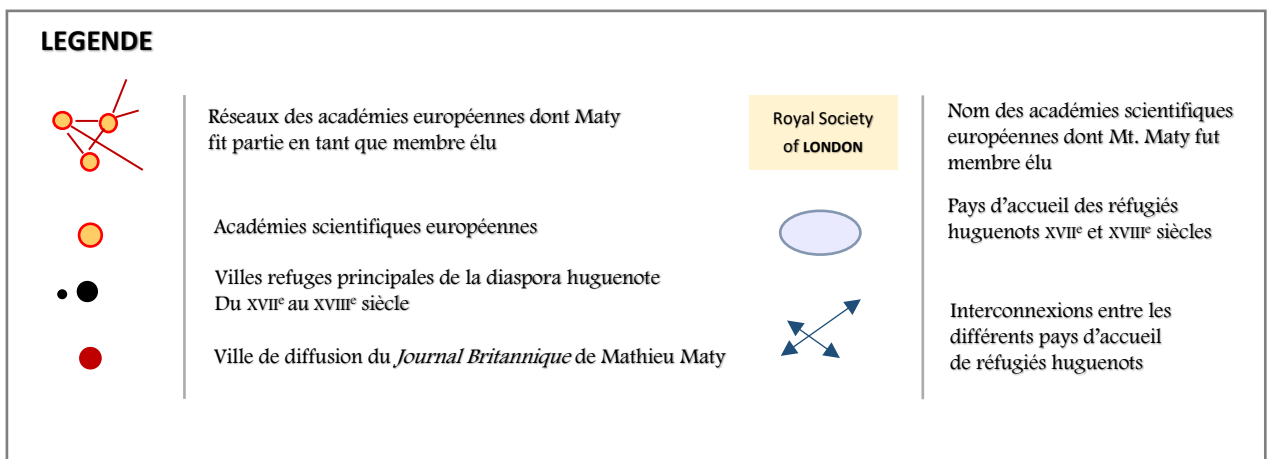 LEGENDE
Réseaux des académies européennes dont Maty
fit partie en tant que membre élu
Académies scientifiques européennes
Villes refuges principales de la diaspora huguenote
Du XVIIᵉ au XVIIIᵉ siècle
Ville de diffusion du Journal Britannique de Mathieu Maty
Royal Society
of LONDON
Nom des académies scientifiques
européennes dont Mt. Maty fut
membre élu
Pays d’accueil des réfugiés
huguenots XVIIᵉ et XVIIIᵉ siècles
Interconnexions entre les
différents pays d’accueil
de réfugiés huguenots